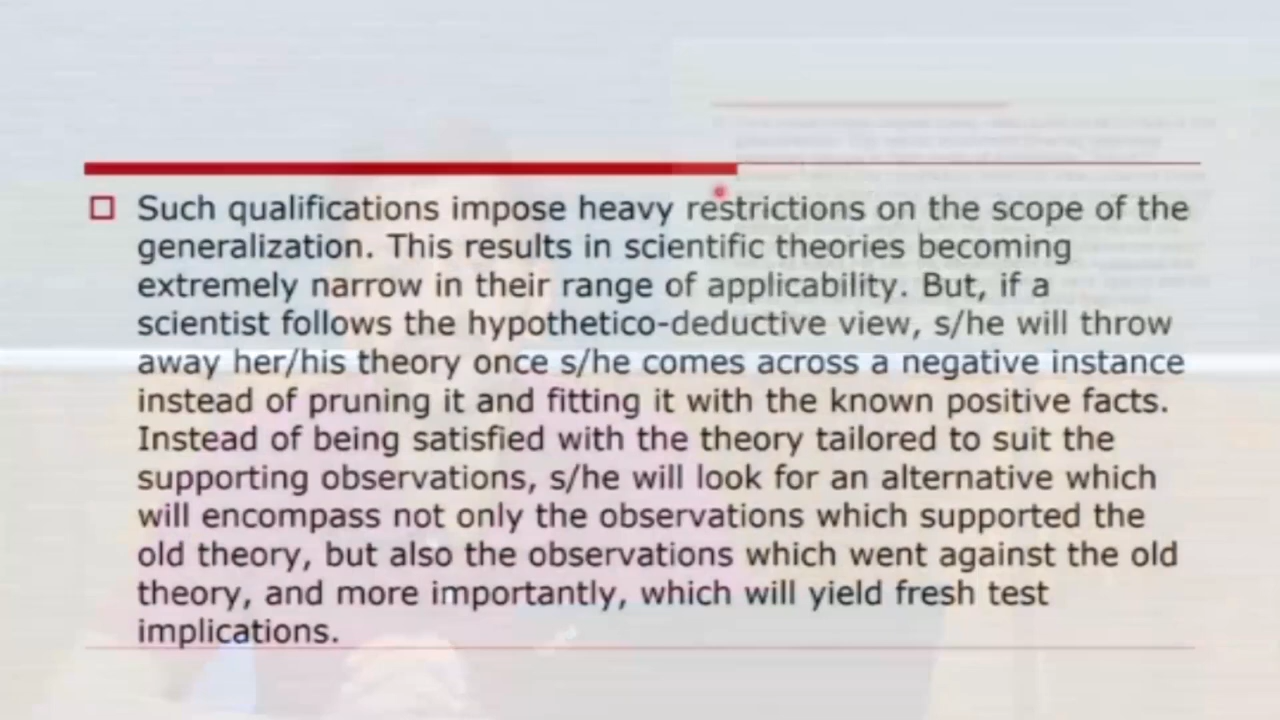 Such qualifications impose heavy restrictions on the scope of the
generalization. This results in scientific theories becoming
extremely narrow in their range of applicability. But, if a
scientist follows the hypothetico-deductive view, s/he will throw
away her/his theory once s/he comes across a negative instance
instead of pruning it and fitting it with the known positive facts.
Instead of being satisfied with the theory tailored to suit the
supporting observations, s/he will look for an alternative which
will encompass not only the observations which supported the
old theory, but also the observations which went against the old
theory, and more importantly, which will yield fresh test
implications.